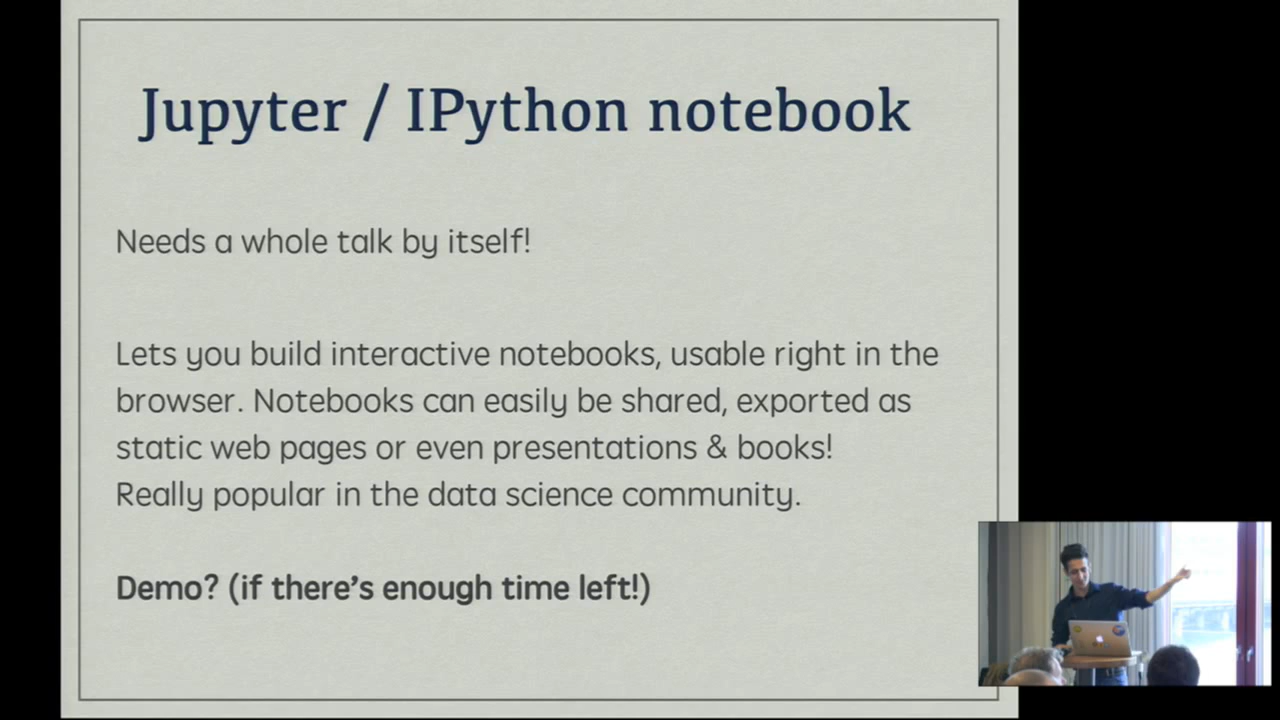 Jupyter / IPython notebook
Needs a whole talk by itself!
Lets you build interactive notebooks, usable right in the
browser. Notebooks can easily be shared, exported as
static web pages or even presentations & books!
Really popular in the data science community.
Demo? (if there’s enough time left!)